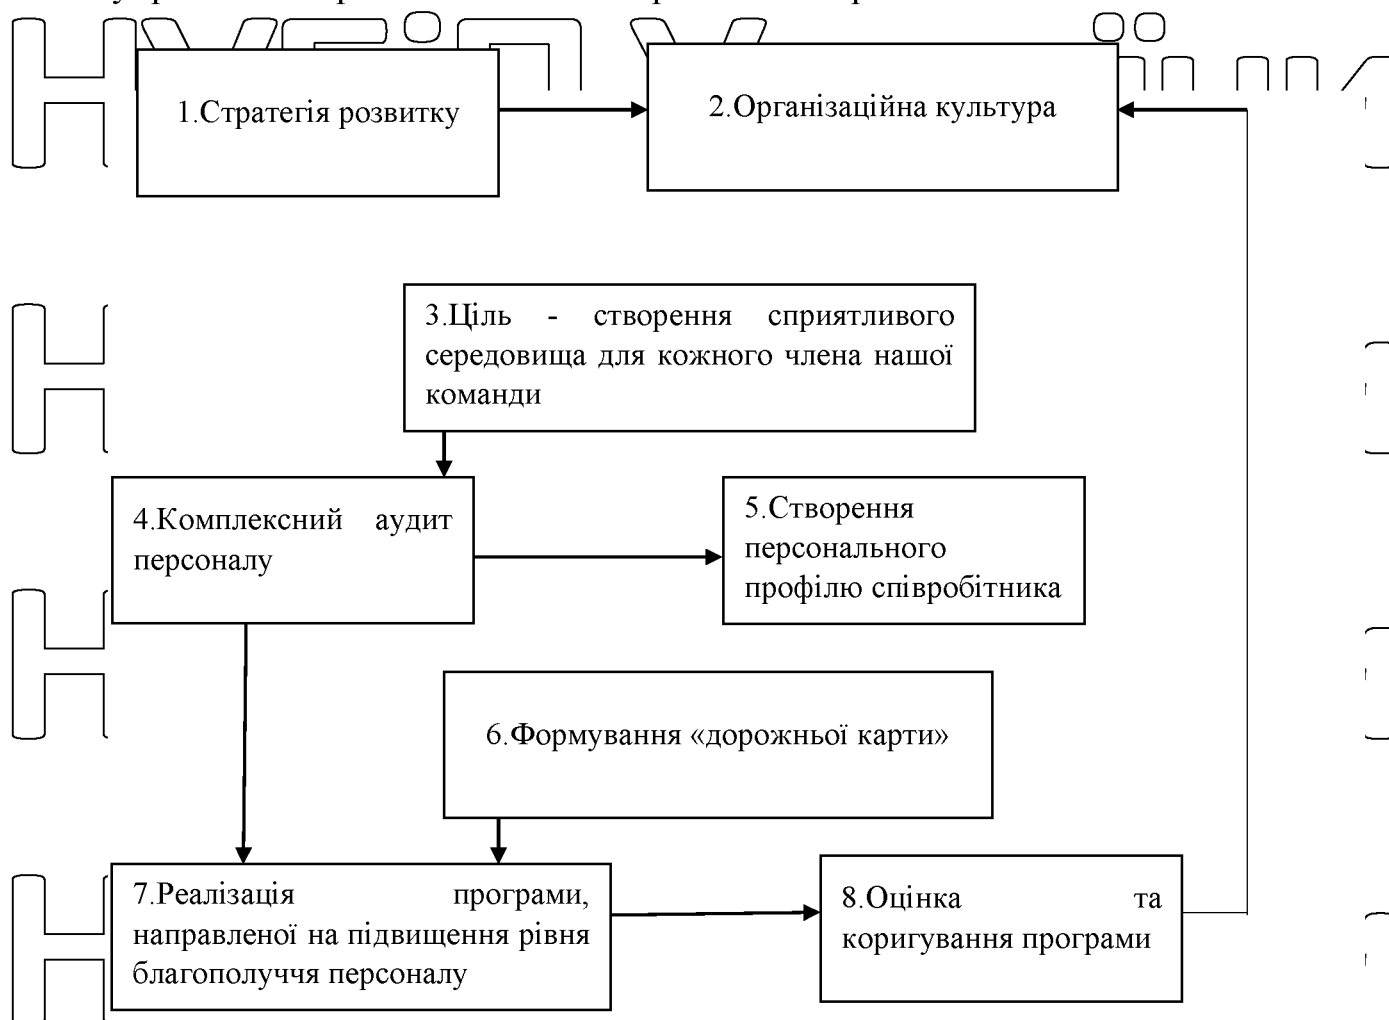 1.Стратегія розвитку
2.Організаційна культура
3.Ціль - створення сприятливого
середовища для кожного члена нашої
команди
4.Комплексний аудит
персоналу
5.Створення
персонального
профілю співробітника
6.Формування «дорожньої карти»
7.Реалізація програми,
направленої на підвищення рівня
благополуччя персоналу
8.Оцінка та
коригування програми